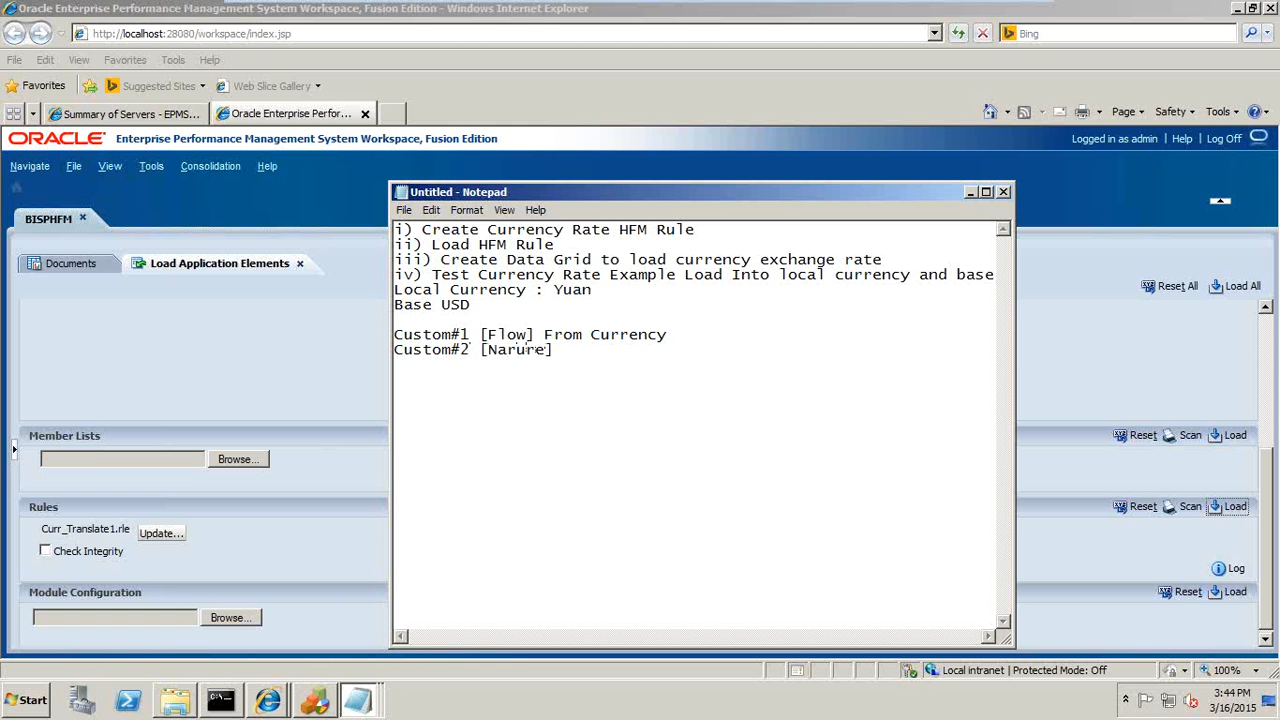 Oracle Enterprise Performance Management System Workspace, Fusion Edition - Windows Internet Explorer
http://localhost:28080/workspace/index.jsp
Bing
File Edit View Favorites Tools Help
Favorites Suggested Sites Web Slice Gallery
Summary of Servers - EPMS... Oracle Enterprise Perfor... Page Safety Tools
ORACLE Enterprise Performance Management System Workspace, Fusion Edition Logged in as admin Help Log Off
Navigate File View Tools Consolidation Help
BISPHFM
Documents Load Application Elements Reset All Load All
Untitled - Notepad
File Edit Format View Help
i) Create Currency Rate HFM Rule
ii) Load HFM Rule
iii) Create Data Grid to load currency exchange rate
iv) Test Currency Rate Example Load Into local currency and base
Local Currency : Yuan
Base USD
Custom#1 [Flow] From Currency
Custom#2 [Narure]
Member Lists Reset Scan Load
Browse...
Rules Reset Scan Load
Curr_Translate1.rle Update...
Check Integrity
Log
Module Configuration Reset Load
Browse...
Local intranet | Protected Mode: Off 100%
Start 3:44 PM
3/16/2015